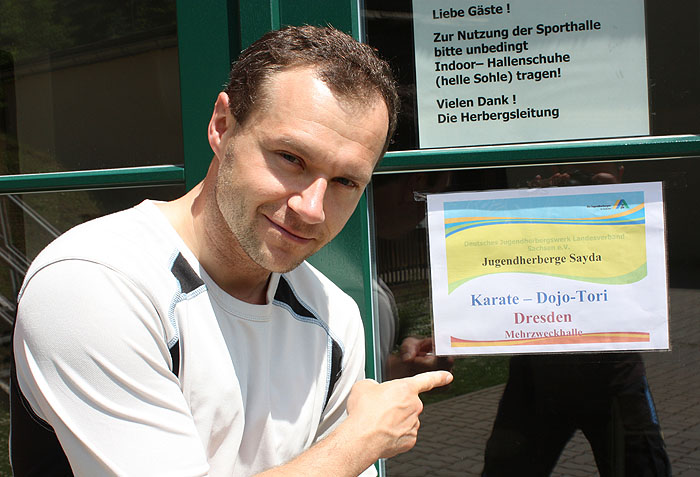 Liebe Gäste !
Zur Nutzung der Sporthalle
bitte unbedingt
Indoor– Hallenschuhe
(helle Sohle) tragen!
Vielen Dank !
Die Herbergsleitung
Deutsches Jugendherbergswerk Landesverband
Sachsen e.V.
Jugendherberge Sayda
Karate – Dojo-Tori
Dresden
Mehrzweckhalle